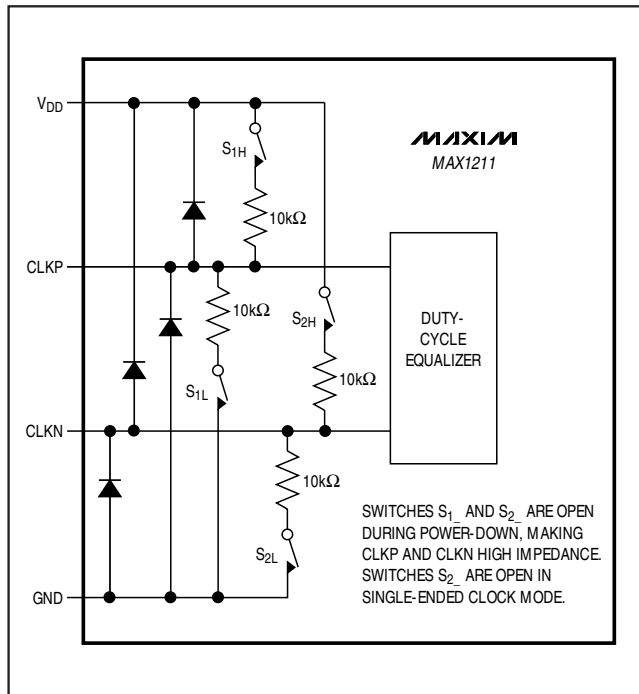 V_DD
S_1H
MAXIM
MAX1211
10kΩ
CLKP
10kΩ
S_2H
DUTY-
CYCLE
EQUALIZER
S_1L
10kΩ
CLKN
10kΩ
SWITCHES S_1_ AND S_2_ ARE OPEN
DURING POWER-DOWN, MAKING
CLKP AND CLKN HIGH IMPEDANCE.
SWITCHES S_2_ ARE OPEN IN
SINGLE-ENDED CLOCK MODE.
S_2L
GND